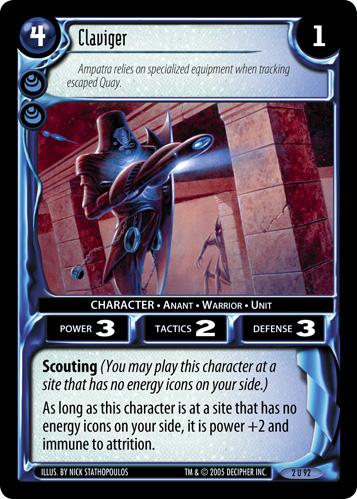 4 Claviger 1
Ampatra relies on specialized equipment when tracking
escaped Quay.
CHARACTER • ANANT • WARRIOR • UNIT
POWER 3 TACTICS 2 DEFENSE 3
Scouting (You may play this character at a
site that has no energy icons on your side.)
As long as this character is at a site that has no
energy icons on your side, it is power +2 and
immune to attrition.
ILLUS. BY NICK STATHOPOULOS TM & © 2005 DECIPHER INC. 2 U 92